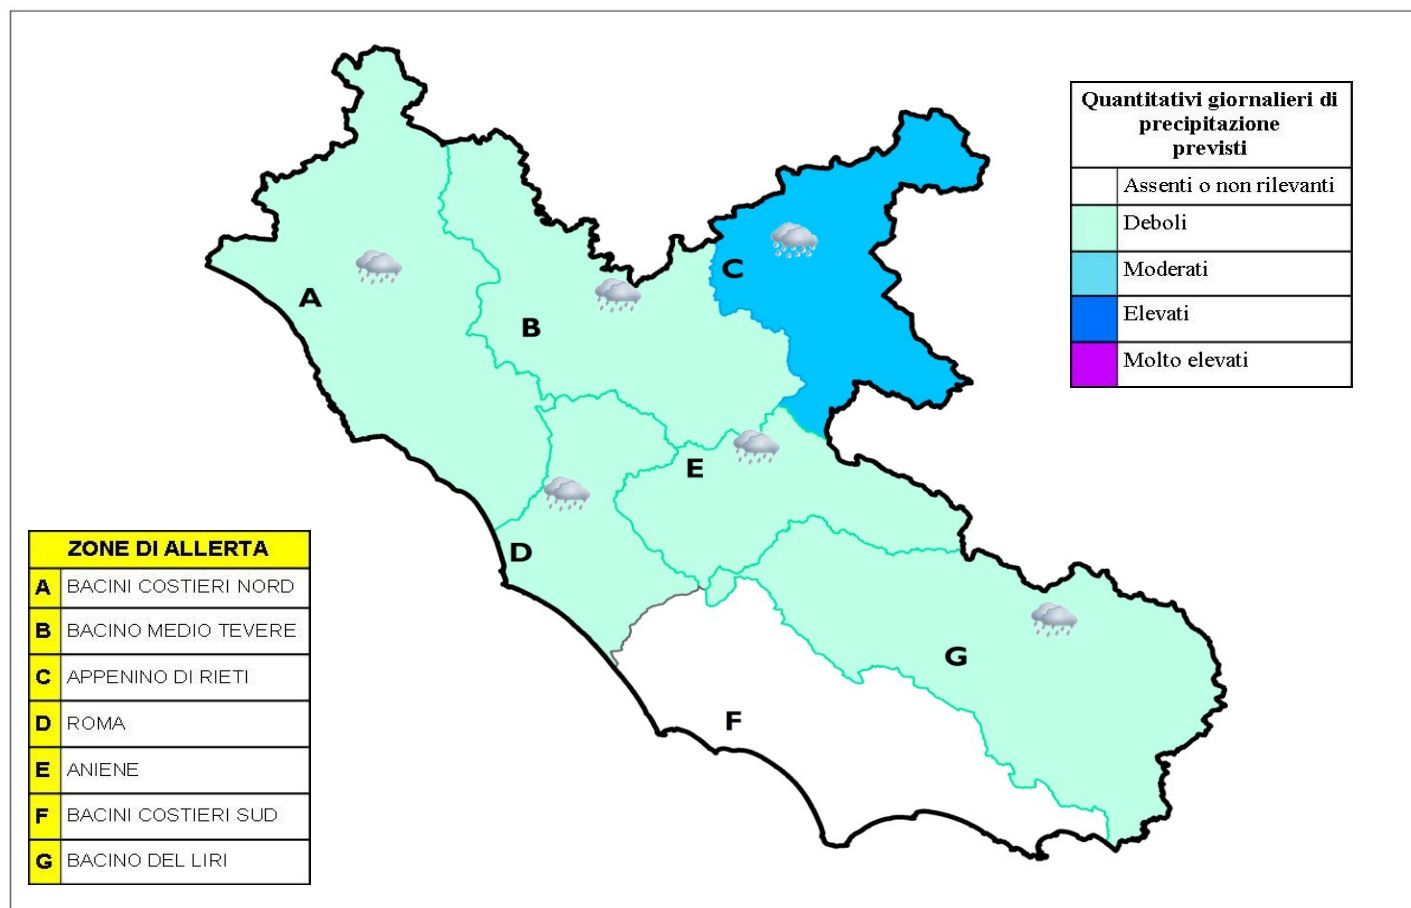 Quantitativi giornalieri di
precipitazione
previsti
Assenti o non rilevanti
Deboli
Moderati
Elevati
Molto elevati
A
B
C
D
E
F
G
ZONE DI ALLERTA
A BACINI COSTIERI NORD
B BACINO MEDIO TEVERE
C APPENINO DI RIETI
D ROMA
E ANIENE
F BACINI COSTIERI SUD
G BACINO DEL LIRI